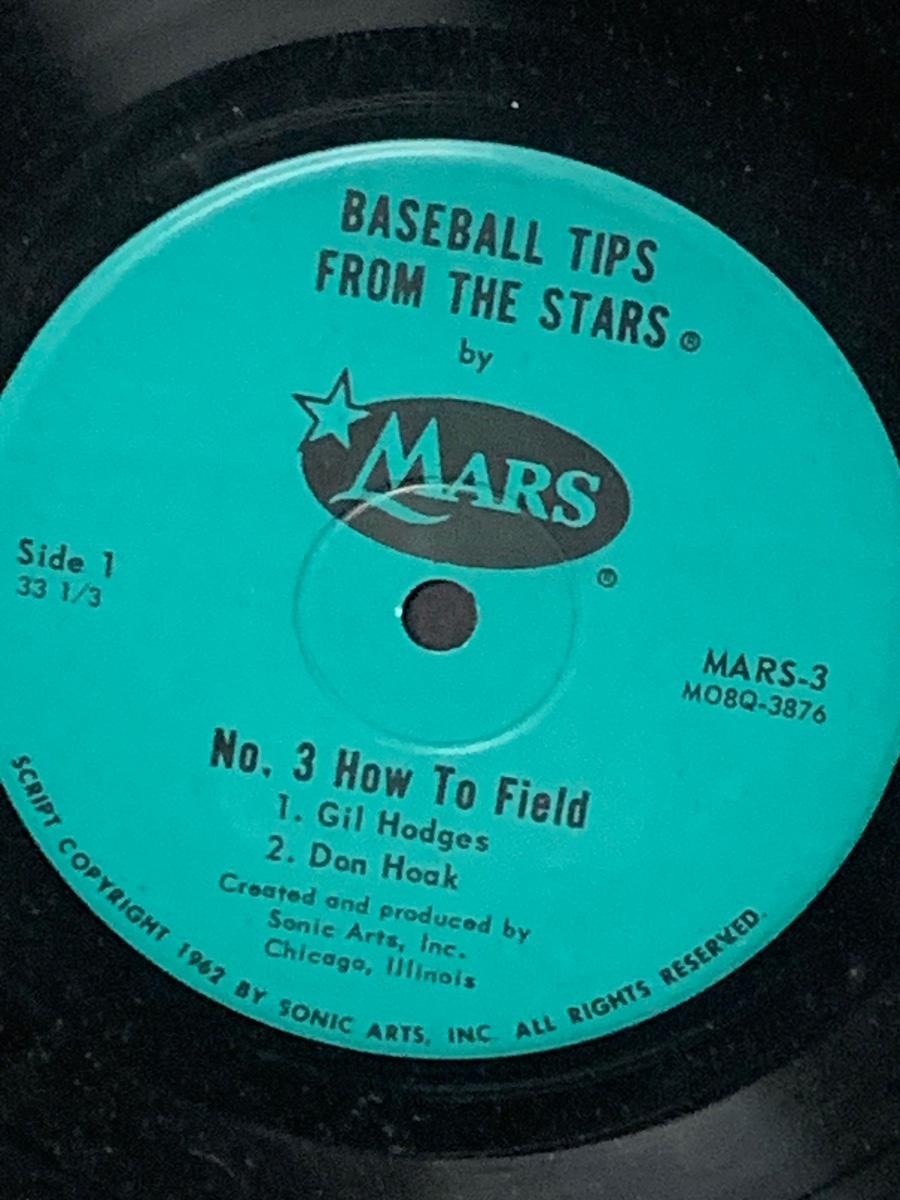 BASEBALL TIPS
FROM THE STARS ®
by
MARS
®
Side 1
33 1/3
MARS-3
MO8Q-3876
No. 3 How To Field
1. Gil Hodges
2. Don Hoak
Created and produced by
Sonic Arts, Inc.
Chicago, Illinois
SCRIPT COPYRIGHT 1962 BY SONIC ARTS, INC. ALL RIGHTS RESERVED.